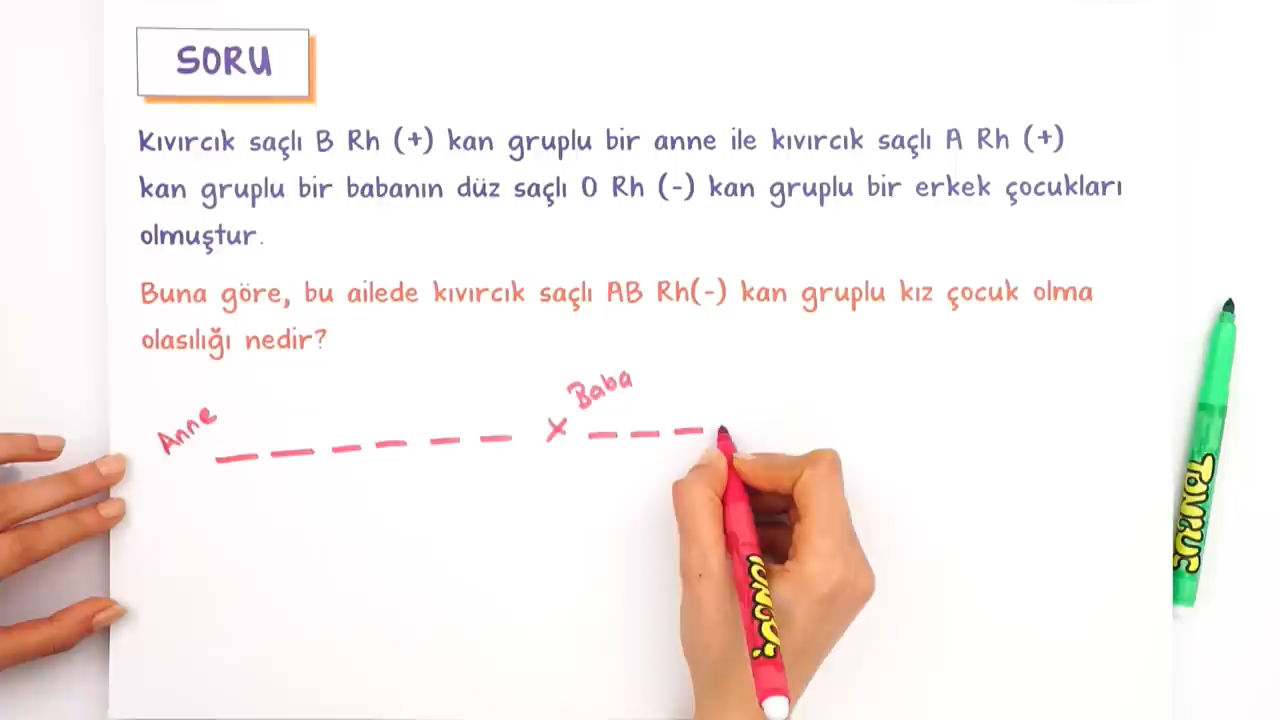 SORU
Kıvırcık saçlı B Rh (+) kan gruplu bir anne ile kıvırcık saçlı A Rh (+)
kan gruplu bir babanın düz saçlı 0 Rh (-) kan gruplu bir erkek çocukları
olmuştur.
Buna göre, bu ailede kıvırcık saçlı AB Rh(-) kan gruplu kız çocuk olma
olasılığı nedir?
Anne
x
Baba
TOMRUC